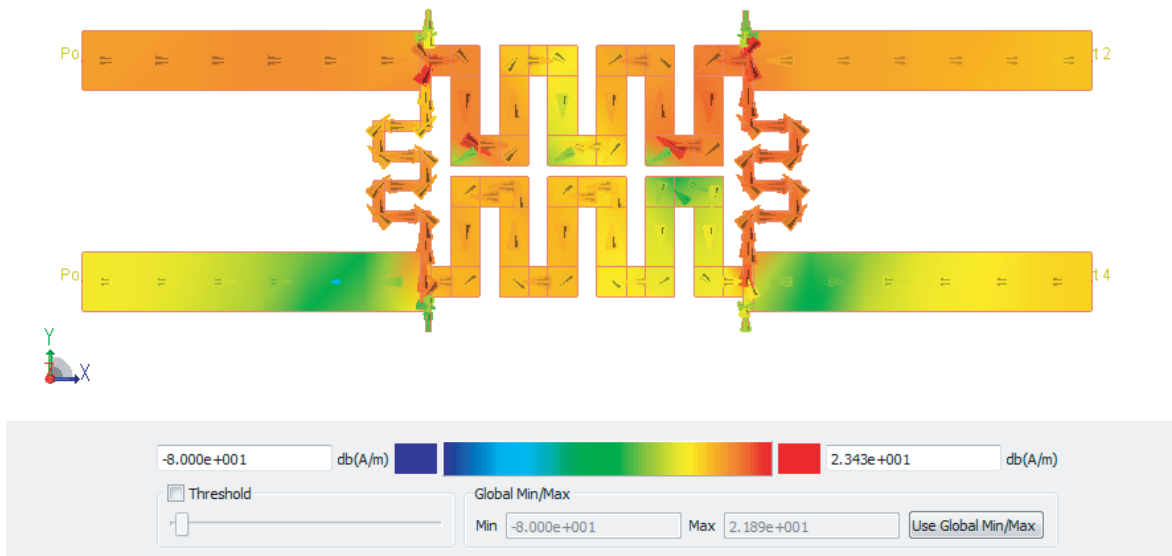 Po
t 2
Po
t 4
Y
X
-8.000e+001 db(A/m) 2.343e+001 db(A/m)
Threshold
Global Min/Max
Min -8.000e+001 Max 2.189e+001 Use Global Min/Max